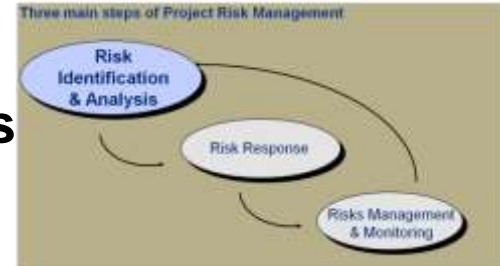 Three main steps of Project Risk Management
Risk
Identification
& Analysis
s
Risk Response
Risks Management
& Monitoring